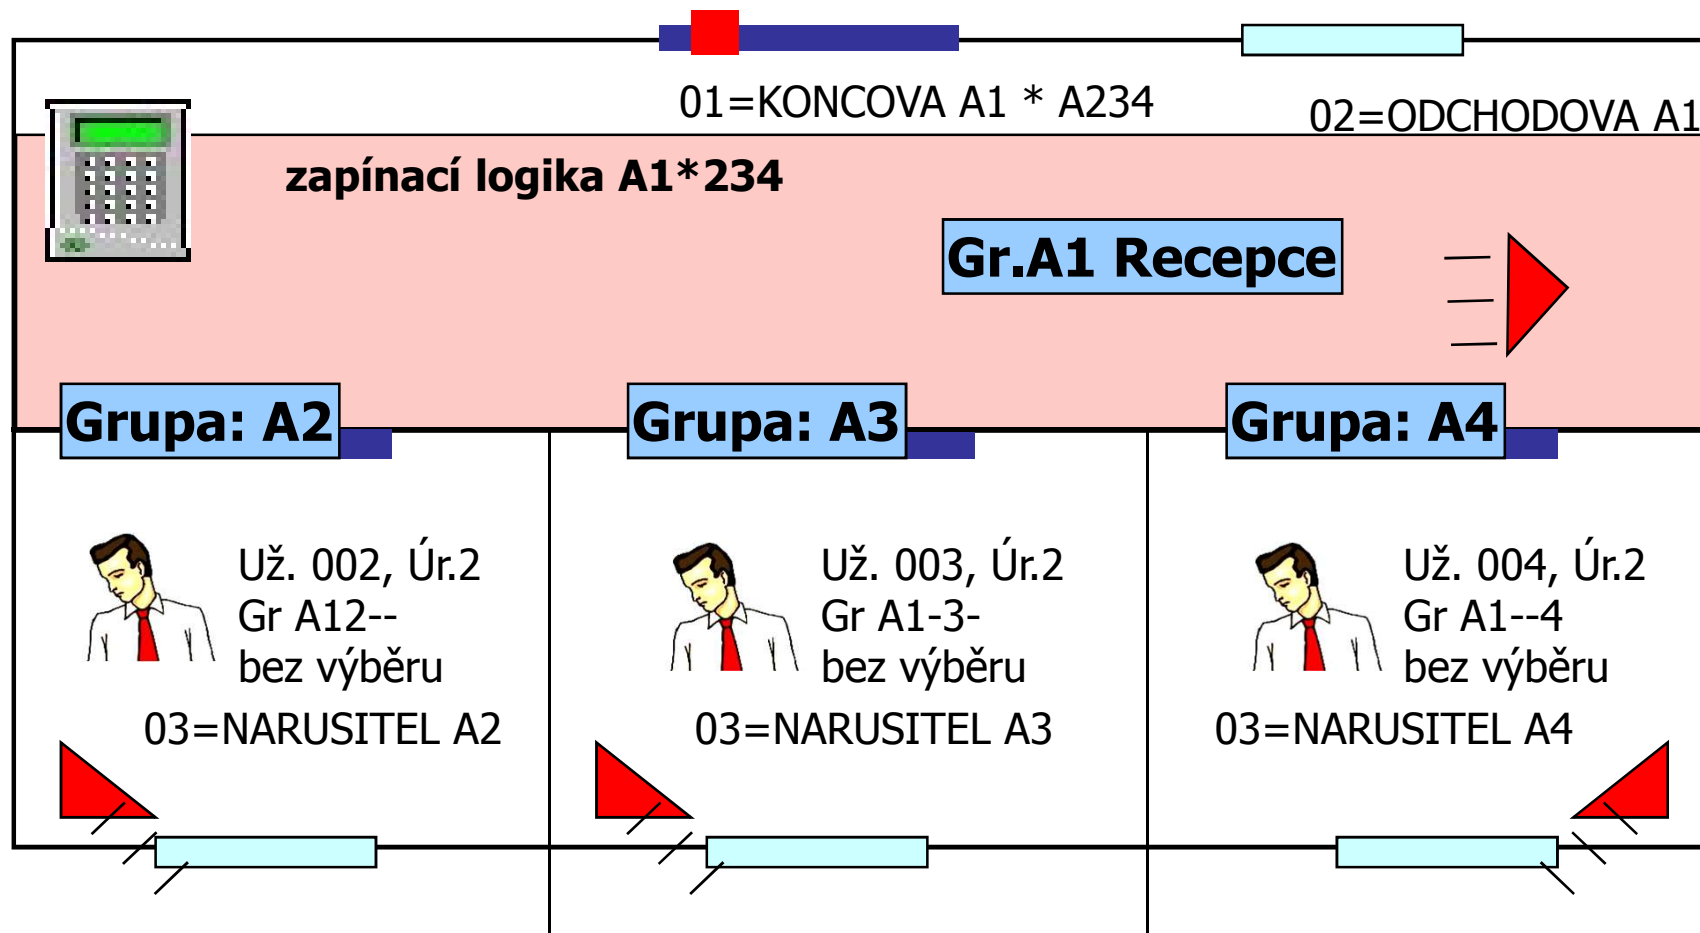 01=KONCOVA A1 * A234
02=ODCHODOVA A1
zapínací logika A1*234
Gr.A1 Recepce
Grupa: A2
Grupa: A3
Grupa: A4
Už. 002, Úr.2
Gr A12--
bez výběru
03=NARUSITEL A2
Už. 003, Úr.2
Gr A1-3-
bez výběru
03=NARUSITEL A3
Už. 004, Úr.2
Gr A1--4
bez výběru
03=NARUSITEL A4